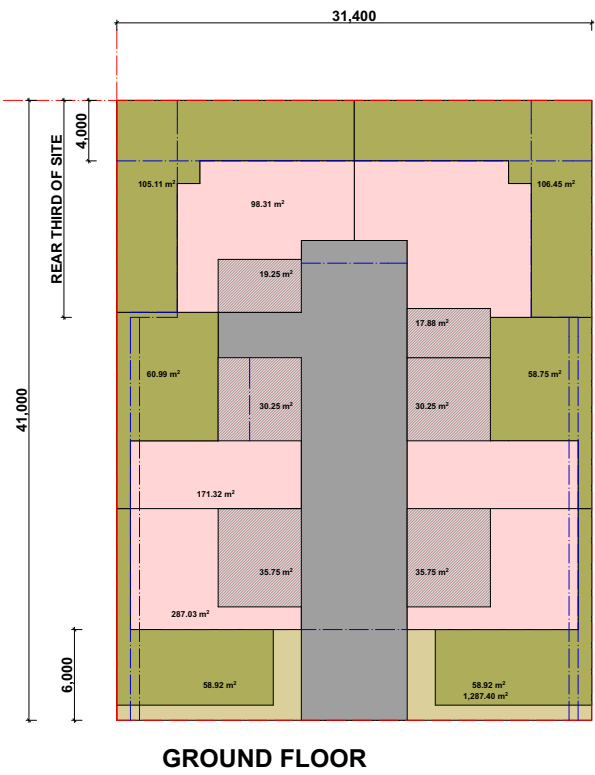 31,400
4,000
REAR THIRD OF SITE
105.11 m²
106.45 m²
98.31 m²
19.25 m²
17.88 m²
60.99 m²
58.75 m²
30.25 m²
30.25 m²
41,000
171.32 m²
35.75 m²
35.75 m²
287.03 m²
6,000
58.92 m²
58.92 m²
1,287.40 m²
GROUND FLOOR